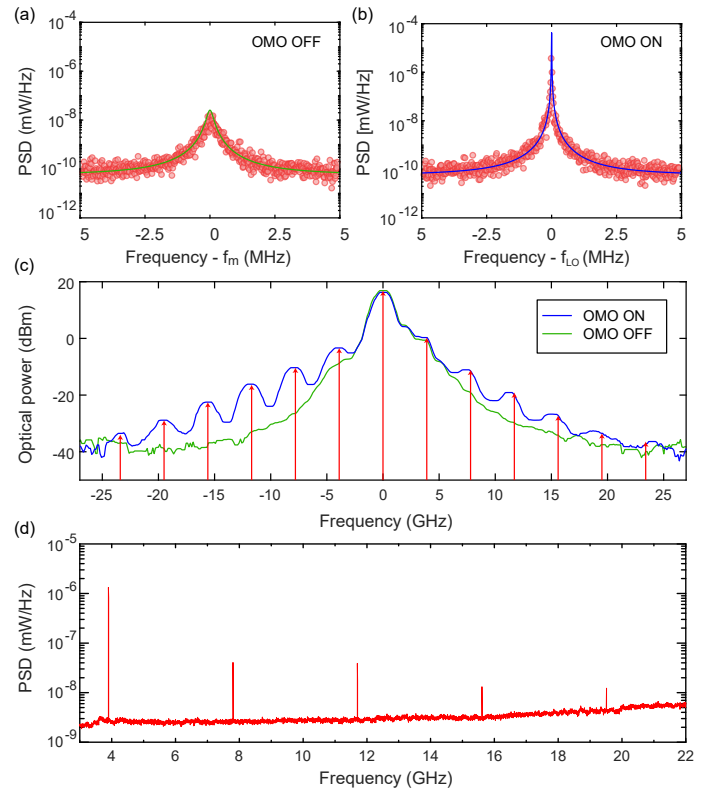 (a)
(b)
10^-4
10^-6
10^-8
10^-10
10^-12
PSD (mW/Hz)
OMO OFF
-5
-2.5
0
2.5
5
Frequency - f_m (MHz)
10^-4
10^-6
10^-8
10^-10
10^-12
PSD [mW/Hz]
OMO ON
-5
-2.5
0
2.5
5
Frequency - f_LO (MHz)
(c)
20
0
-20
-40
Optical power (dBm)
OMO ON
OMO OFF
-25 -20 -15 -10 -5 0 5 10 15 20 25
Frequency (GHz)
(d)
10^-5
10^-6
10^-7
10^-8
10^-9
PSD (mW/Hz)
4 6 8 10 12 14 16 18 20 22
Frequency (GHz)